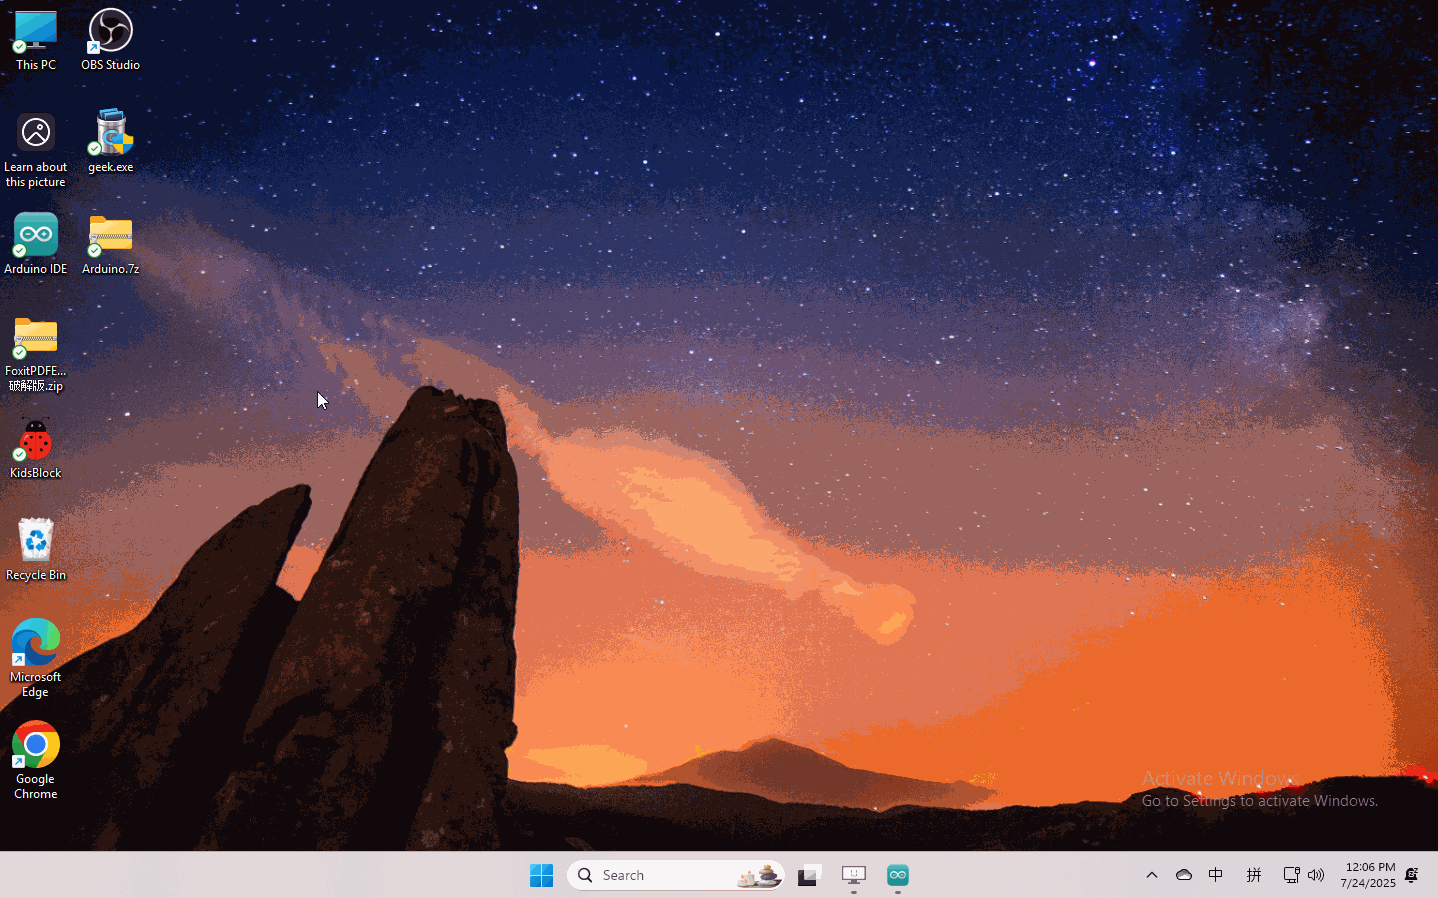 This PC
OBS Studio
Learn about
this picture
geek.exe
Arduino IDE
Arduino.7z
FoxitPDFE...
破解版.zip
KidsBlock
Recycle Bin
Microsoft
Edge
Google
Chrome
Activate Windows
Go to Settings to activate Windows.
Search
中
拼
12:06 PM
7/24/2025